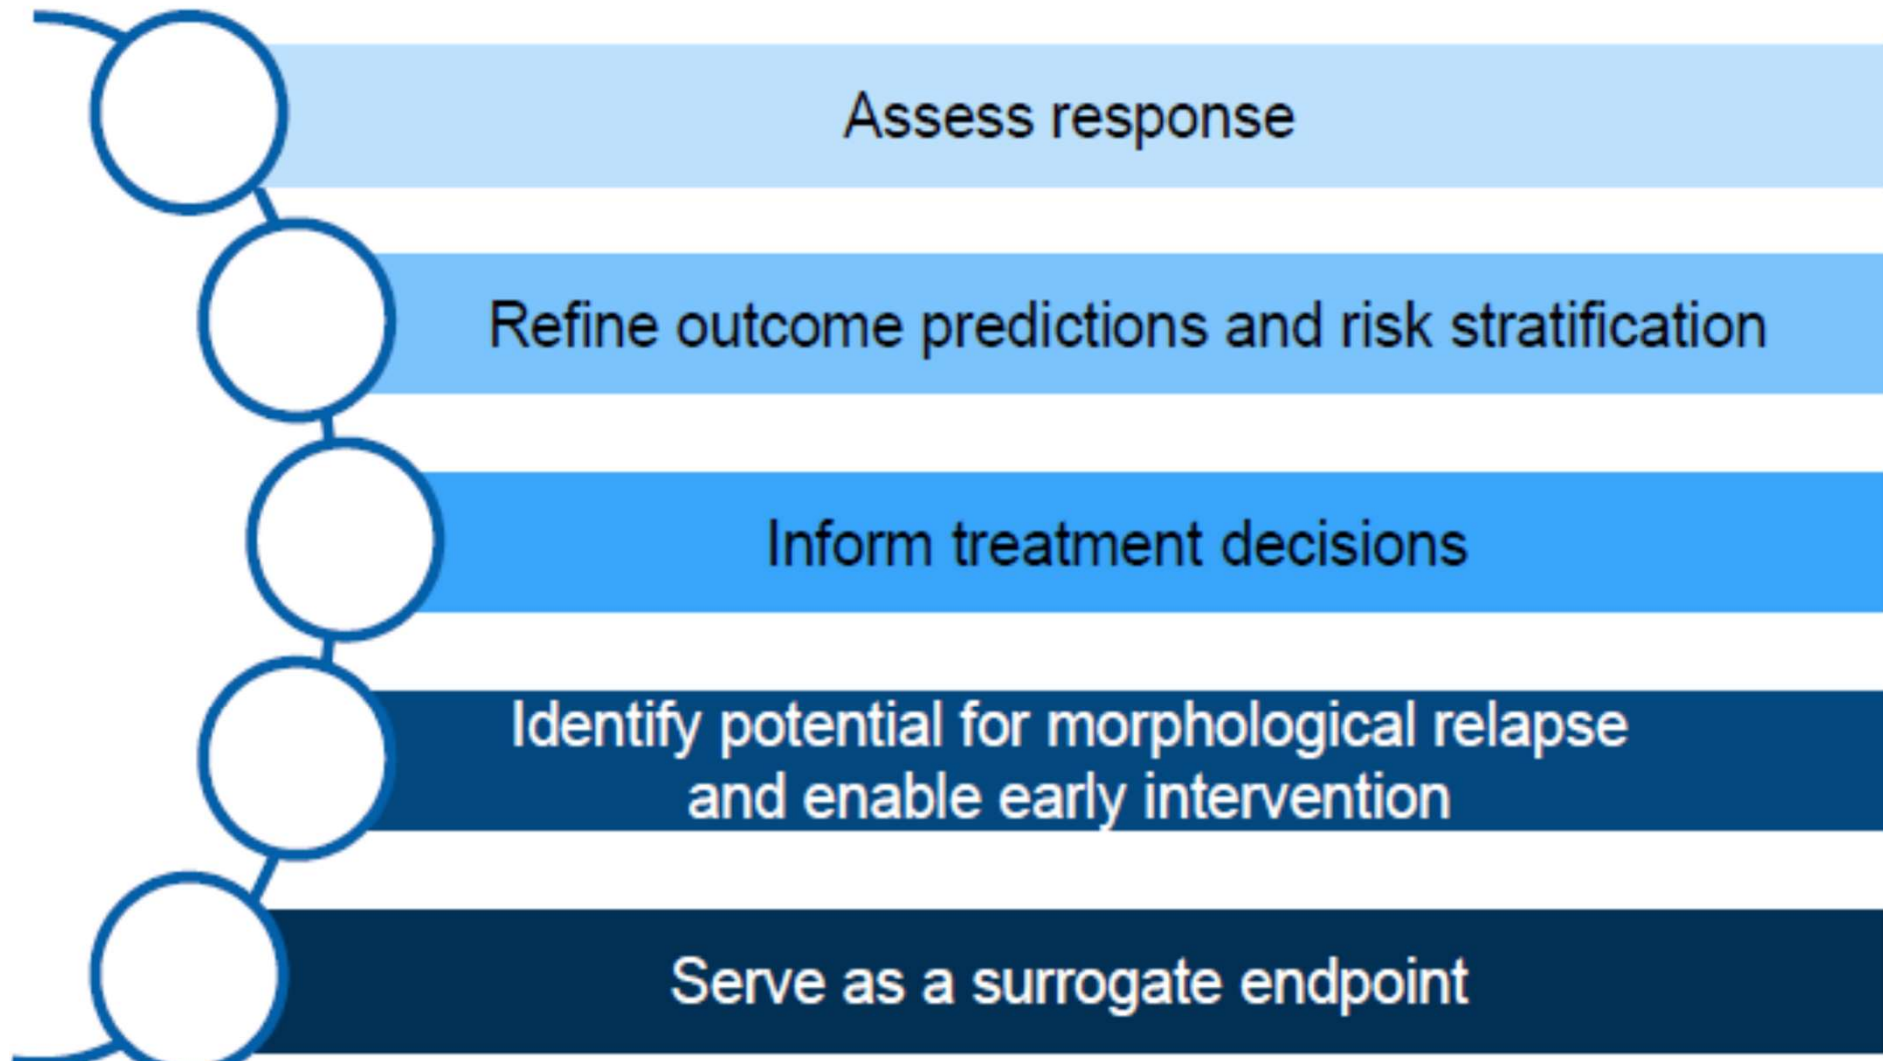 Assess response
Refine outcome predictions and risk stratification
Inform treatment decisions
Identify potential for morphological relapse
and enable early intervention
Serve as a surrogate endpoint